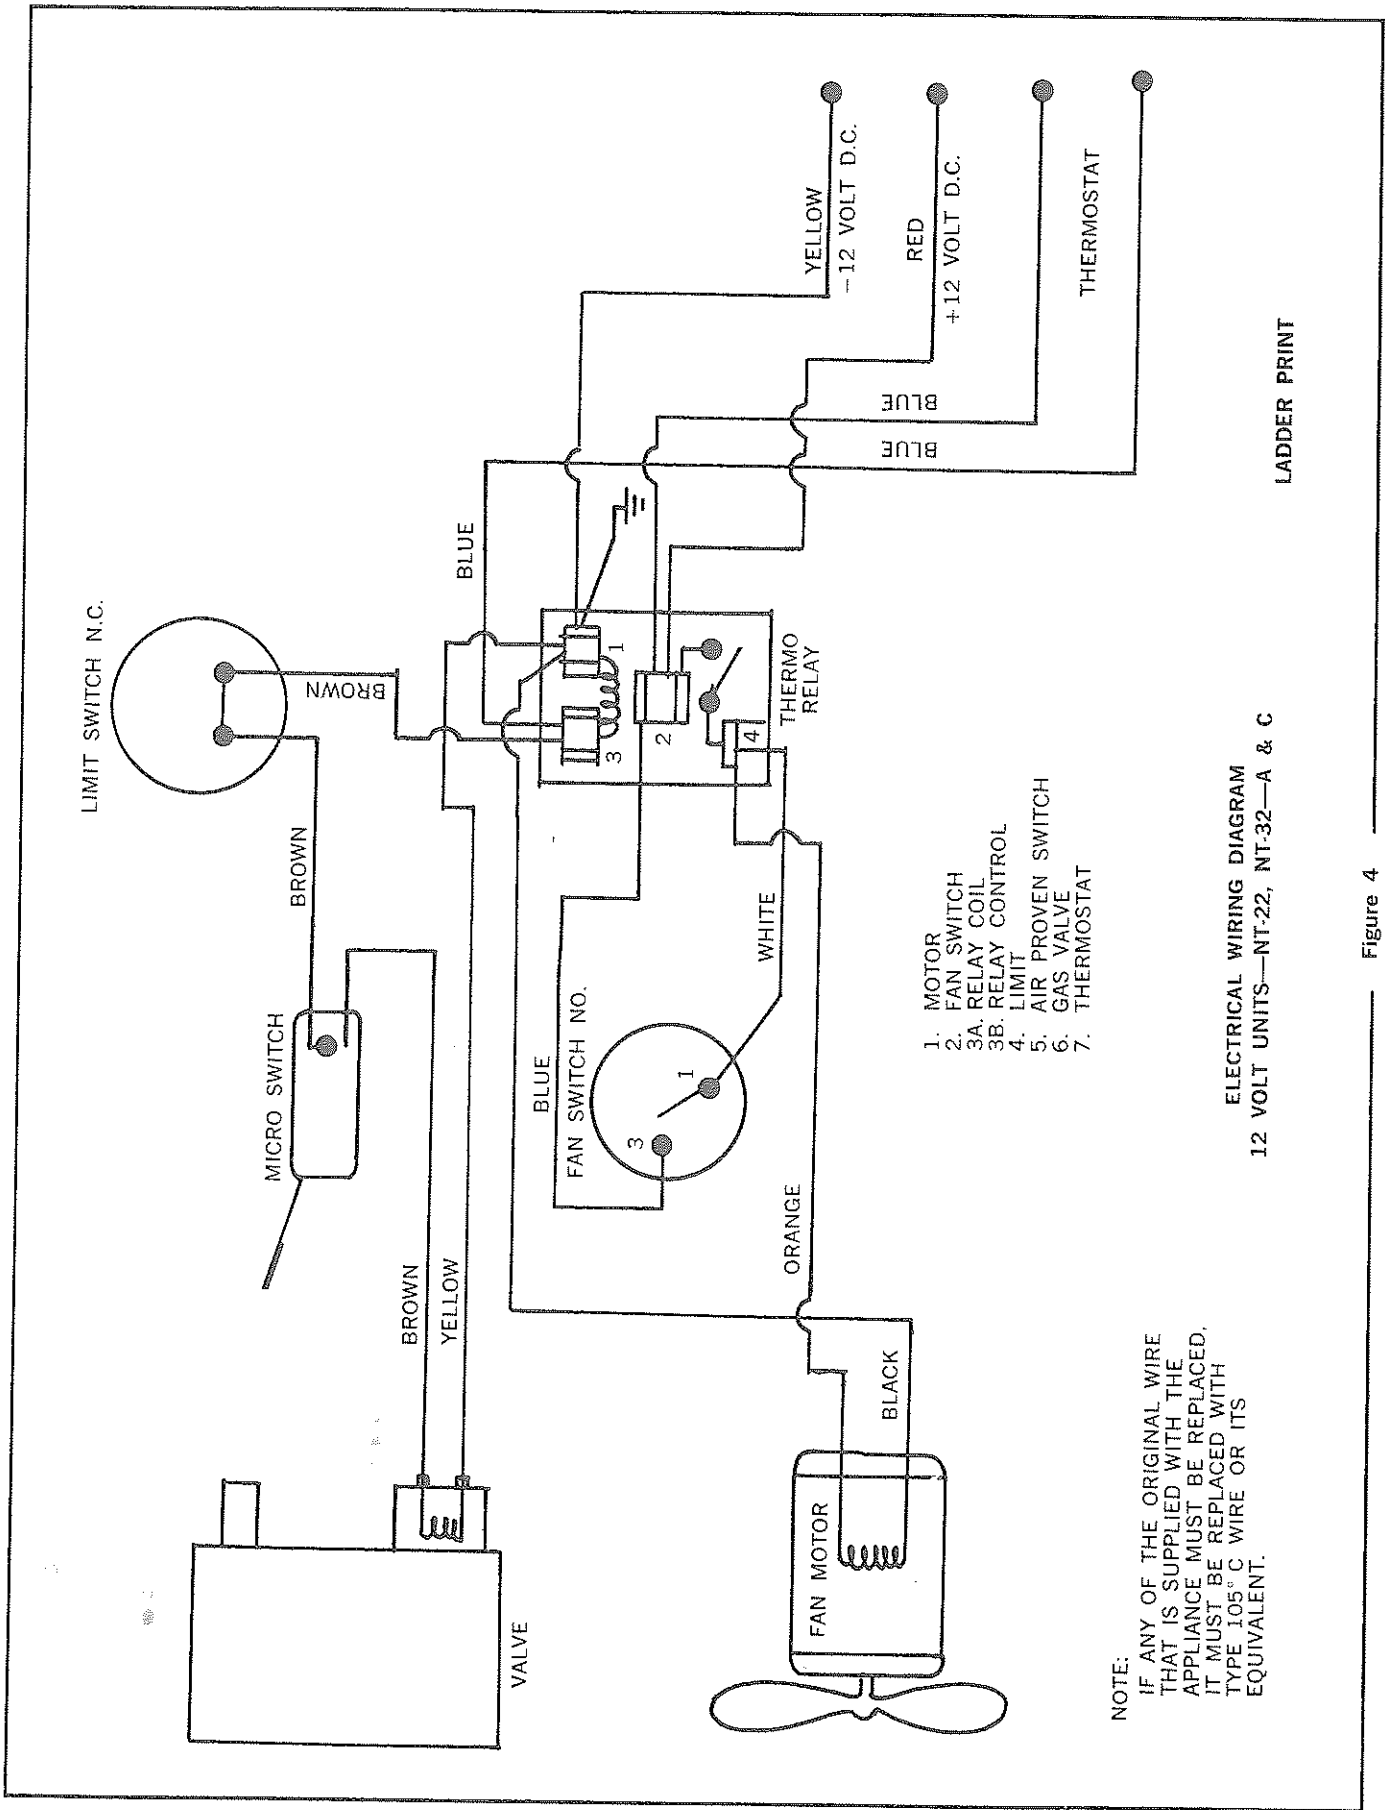 LIMIT SWITCH N.C.
BROWN
BROWN
MICRO SWITCH
BROWN
YELLOW
VALVE
BLUE
3
1
2
4
THERMO
RELAY
YELLOW
−12 VOLT D.C.
RED
+12 VOLT D.C.
BLUE
BLUE
THERMOSTAT
BLUE
FAN SWITCH NO.
3
1
WHITE
ORANGE
BLACK
FAN MOTOR
1. MOTOR
2. FAN SWITCH
3A. RELAY COIL
3B. RELAY CONTROL
4. LIMIT
5. AIR PROVEN SWITCH
6. GAS VALVE
7. THERMOSTAT
NOTE:
IF ANY OF THE ORIGINAL WIRE
THAT IS SUPPLIED WITH THE
APPLIANCE MUST BE REPLACED,
IT MUST BE REPLACED WITH
TYPE 105° C WIRE OR ITS
EQUIVALENT.
ELECTRICAL WIRING DIAGRAM
12 VOLT UNITS—NT-22, NT-32—A & C
LADDER PRINT
Figure 4